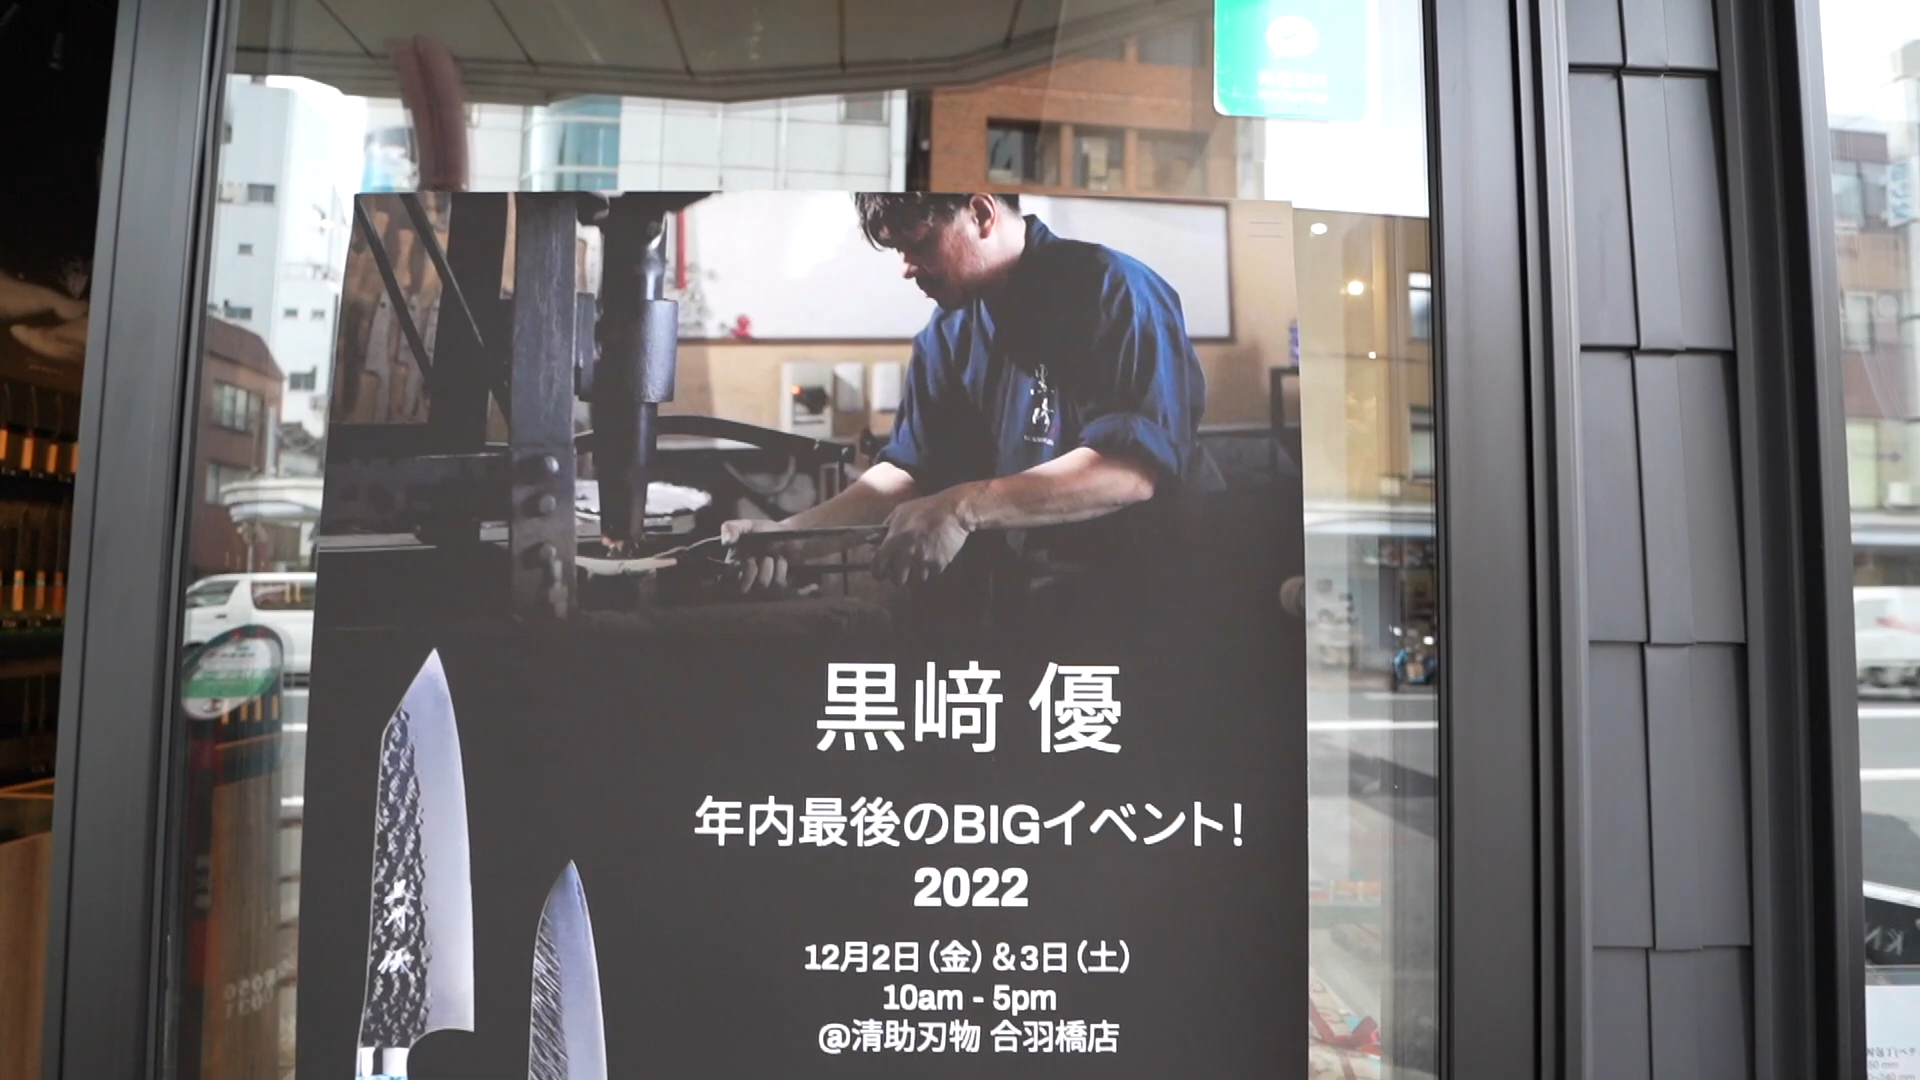 黒﨑 優
年内最後のBIGイベント!
2022
12月2日(金)&3日(土)
10am - 5pm
@清助刃物 合羽橋店